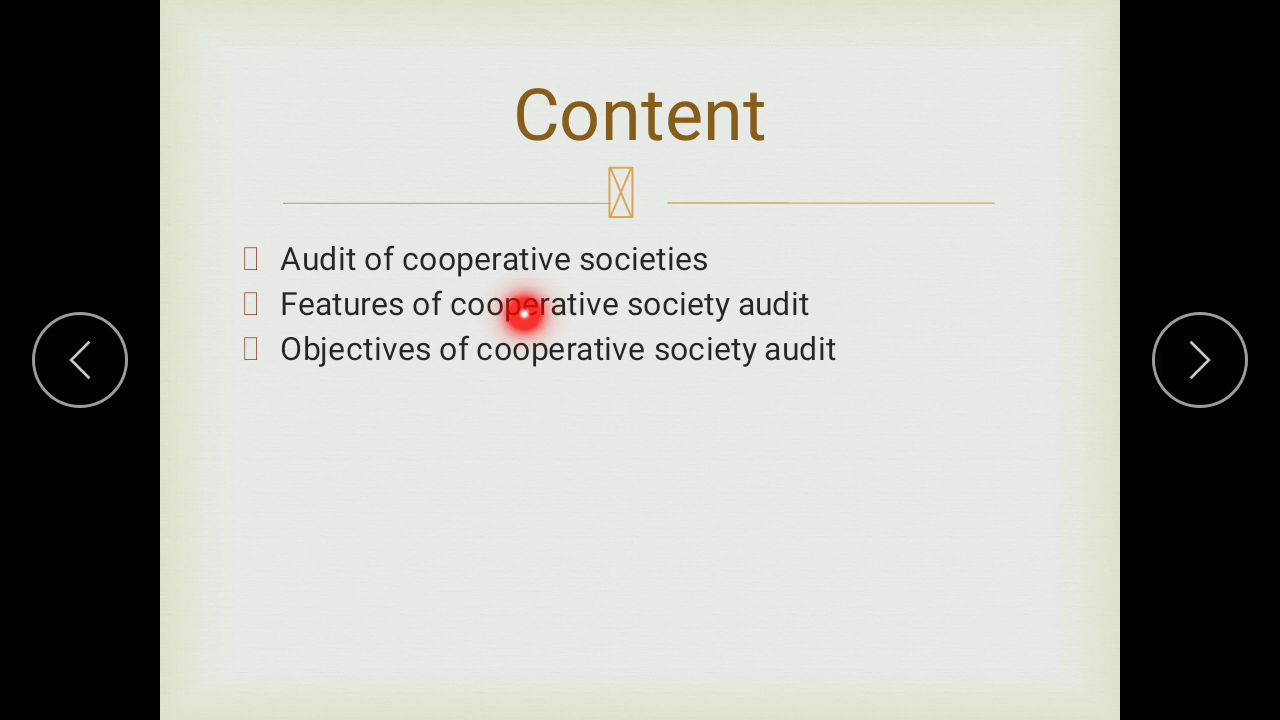 Content
Audit of cooperative societies
Features of cooperative society audit
Objectives of cooperative society audit